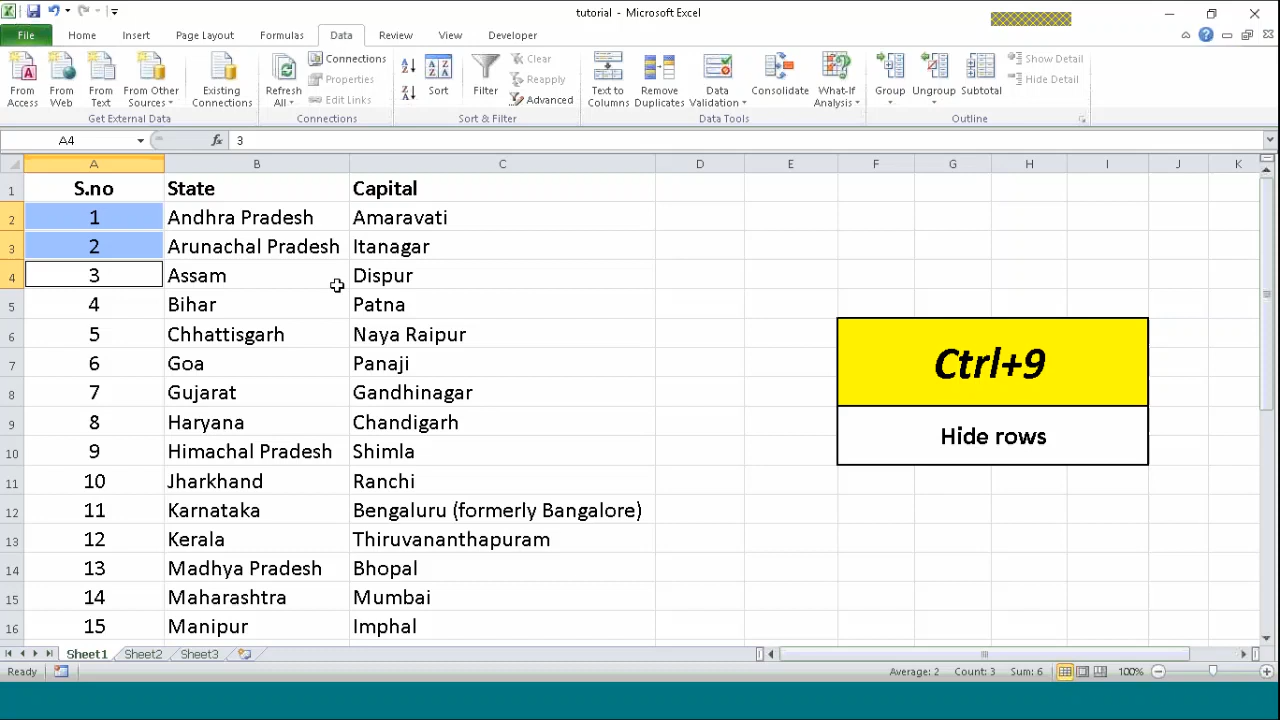 tutorial - Microsoft Excel
File Home Insert Page Layout Formulas Data Review View Developer
From Access
From Web
From Text
From Other Sources
Existing Connections
Get External Data
Refresh All
Connections
Properties
Edit Links
Connections
Sort
Filter
Clear
Reapply
Advanced
Sort & Filter
Text to Columns
Remove Duplicates
Data Validation
Consolidate
What-If Analysis
Data Tools
Group
Ungroup
Subtotal
Show Detail
Hide Detail
Outline
A4 fx 3
A B C D E F G H I J K
1 S.no State Capital
2 1 Andhra Pradesh Amaravati
3 2 Arunachal Pradesh Itanagar
4 3 Assam Dispur
5 4 Bihar Patna
6 5 Chhattisgarh Naya Raipur
7 6 Goa Panaji
8 7 Gujarat Gandhinagar
9 8 Haryana Chandigarh
10 9 Himachal Pradesh Shimla
11 10 Jharkhand Ranchi
12 11 Karnataka Bengaluru (formerly Bangalore)
13 12 Kerala Thiruvananthapuram
14 13 Madhya Pradesh Bhopal
15 14 Maharashtra Mumbai
16 15 Manipur Imphal
Ctrl+9
Hide rows
Sheet1 Sheet2 Sheet3
Ready Average: 2 Count: 3 Sum: 6 100%